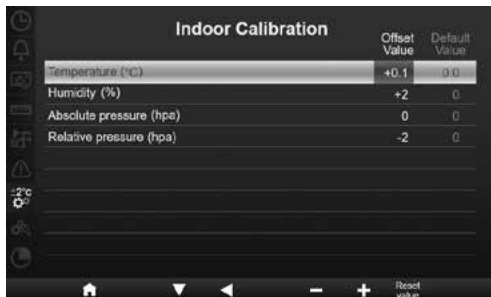 Indoor Calibration
Offset Value
Default Value
Temperature (°C) +0.1 0.0
Humidity (%) +2 0
Absolute pressure (hpa) 0 0
Relative pressure (hpa) -2 0
±2°c
Reset value